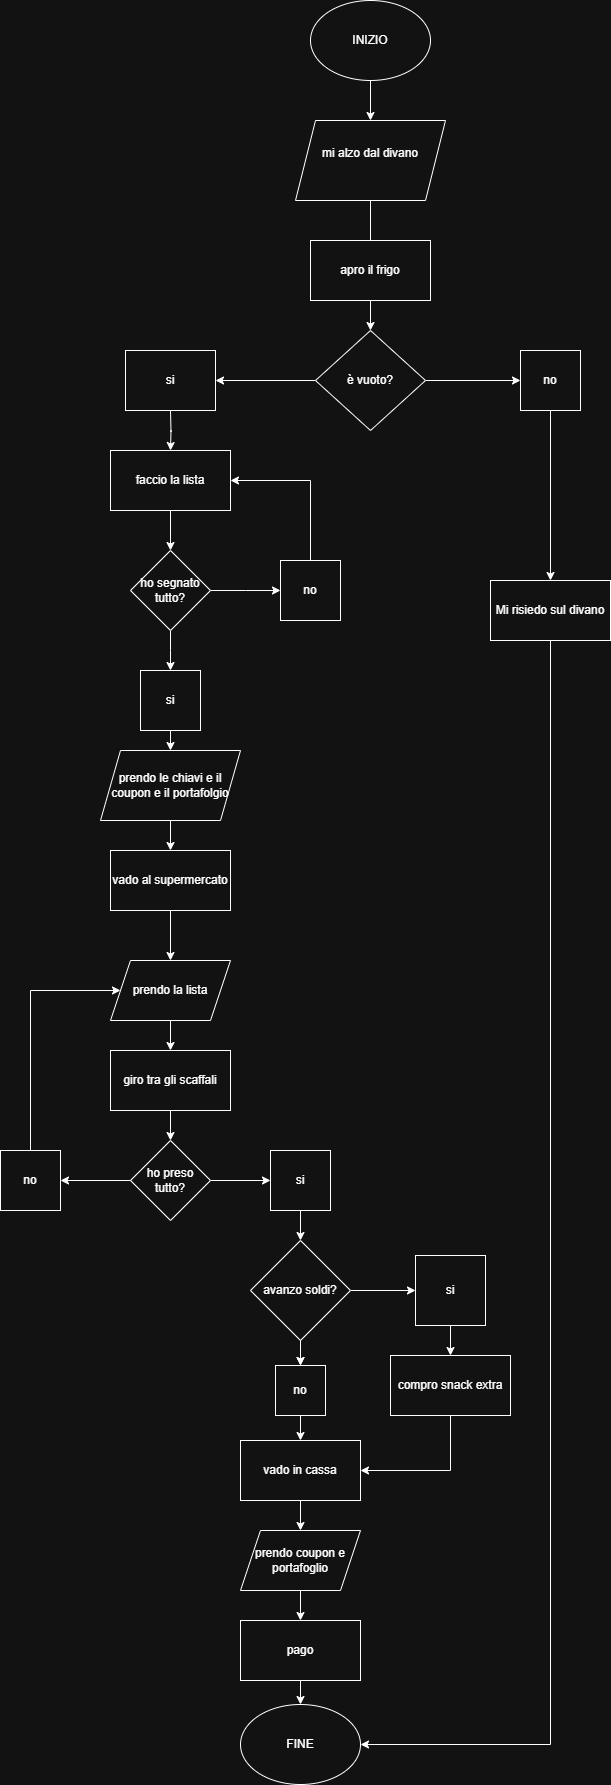 INIZIO
mi alzo dal divano
apro il frigo
si
è vuoto?
no
faccio la lista
ho segnato
tutto?
no
Mi risiedo sul divano
si
prendo le chiavi e il
coupon e il portafolgio
vado al supermercato
prendo la lista
giro tra gli scaffali
no
ho preso
tutto?
si
avanzo soldi?
si
no
compro snack extra
vado in cassa
prendo coupon e
portafoglio
pago
FINE